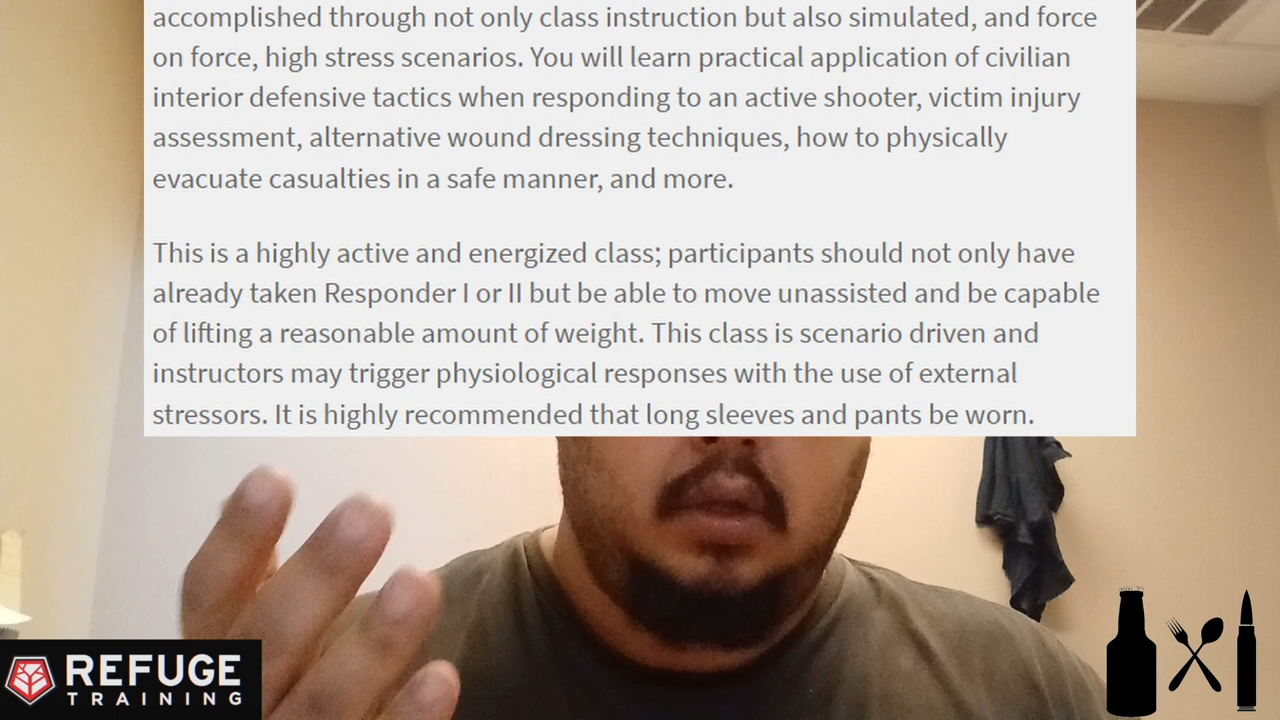 accomplished through not only class instruction but also simulated, and force
on force, high stress scenarios. You will learn practical application of civilian
interior defensive tactics when responding to an active shooter, victim injury
assessment, alternative wound dressing techniques, how to physically
evacuate casualties in a safe manner, and more.
This is a highly active and energized class; participants should not only have
already taken Responder I or II but be able to move unassisted and be capable
of lifting a reasonable amount of weight. This class is scenario driven and
instructors may trigger physiological responses with the use of external
stressors. It is highly recommended that long sleeves and pants be worn.
REFUGE
TRAINING